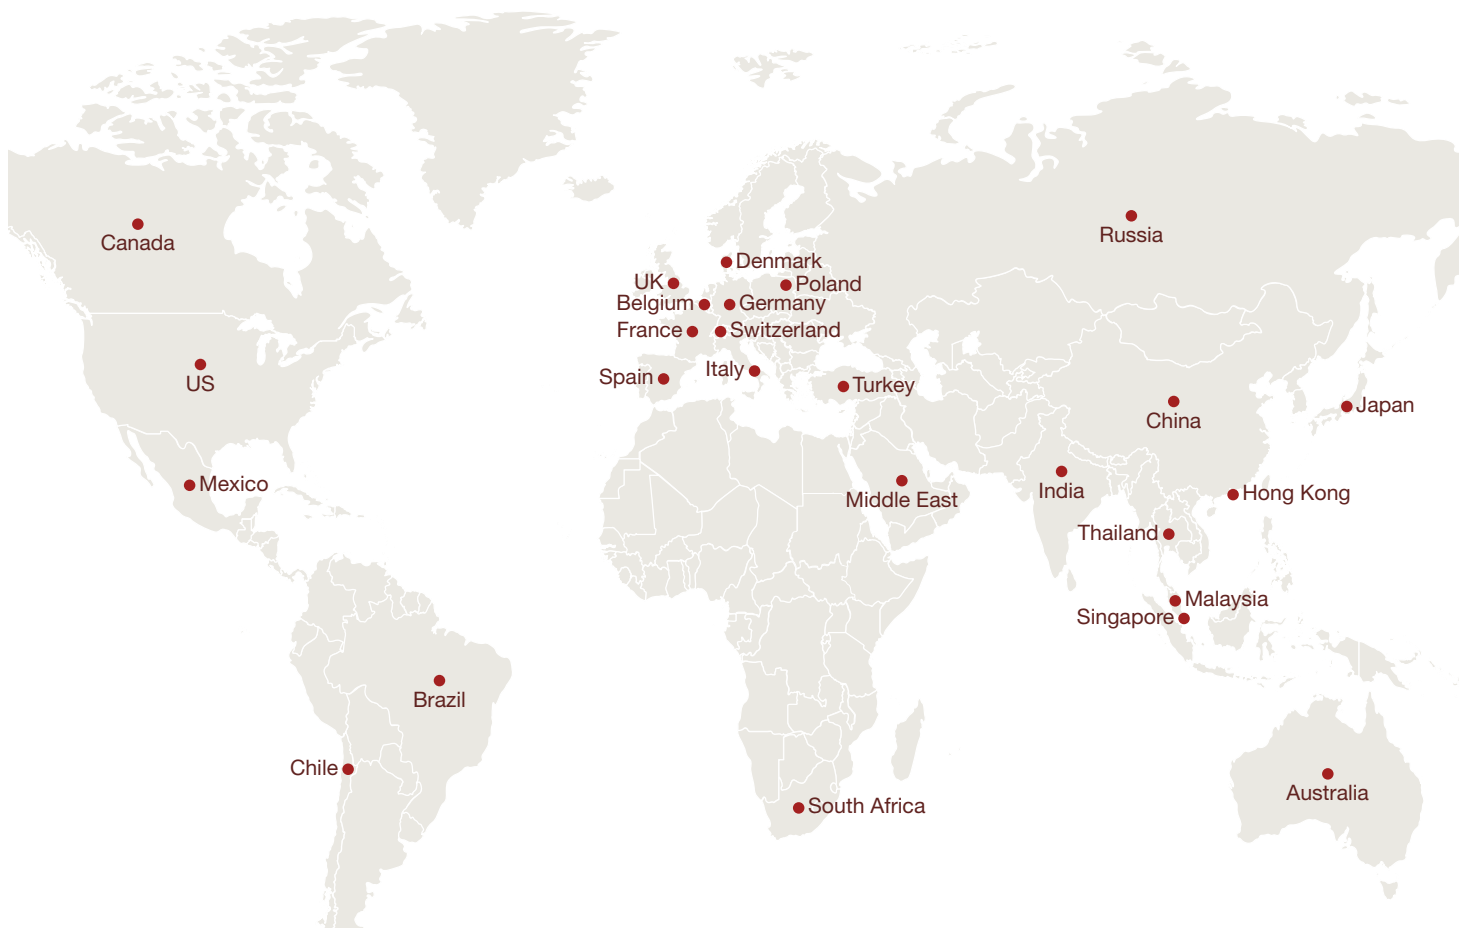 Canada
Russia
Denmark
UK
Poland
Belgium
Germany
France
Switzerland
US
Italy
Spain
Turkey
China
Japan
Mexico
Middle East
India
Hong Kong
Thailand
Malaysia
Singapore
Brazil
Chile
Australia
South Africa